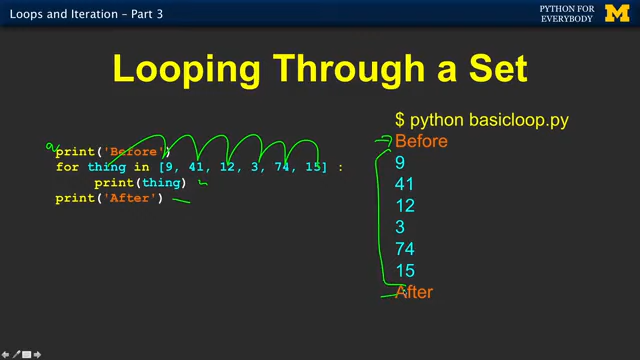 Loops and Iteration – Part 3
PYTHON FOR
EVERYBODY
Looping Through a Set
print('Before')
for thing in [9, 41, 12, 3, 74, 15] :
    print(thing)
print('After')
$ python basicloop.py
Before
9
41
12
3
74
15
After